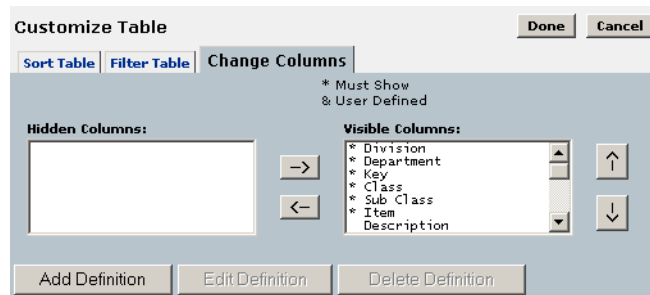 Customize Table
Done
Cancel
Sort Table
Filter Table
Change Columns
* Must Show
& User Defined
Hidden Columns:
Visible Columns:
* Division
* Department
* Key
* Class
* Sub Class
* Item
Description
-->
<--
Add Definition
Edit Definition
Delete Definition